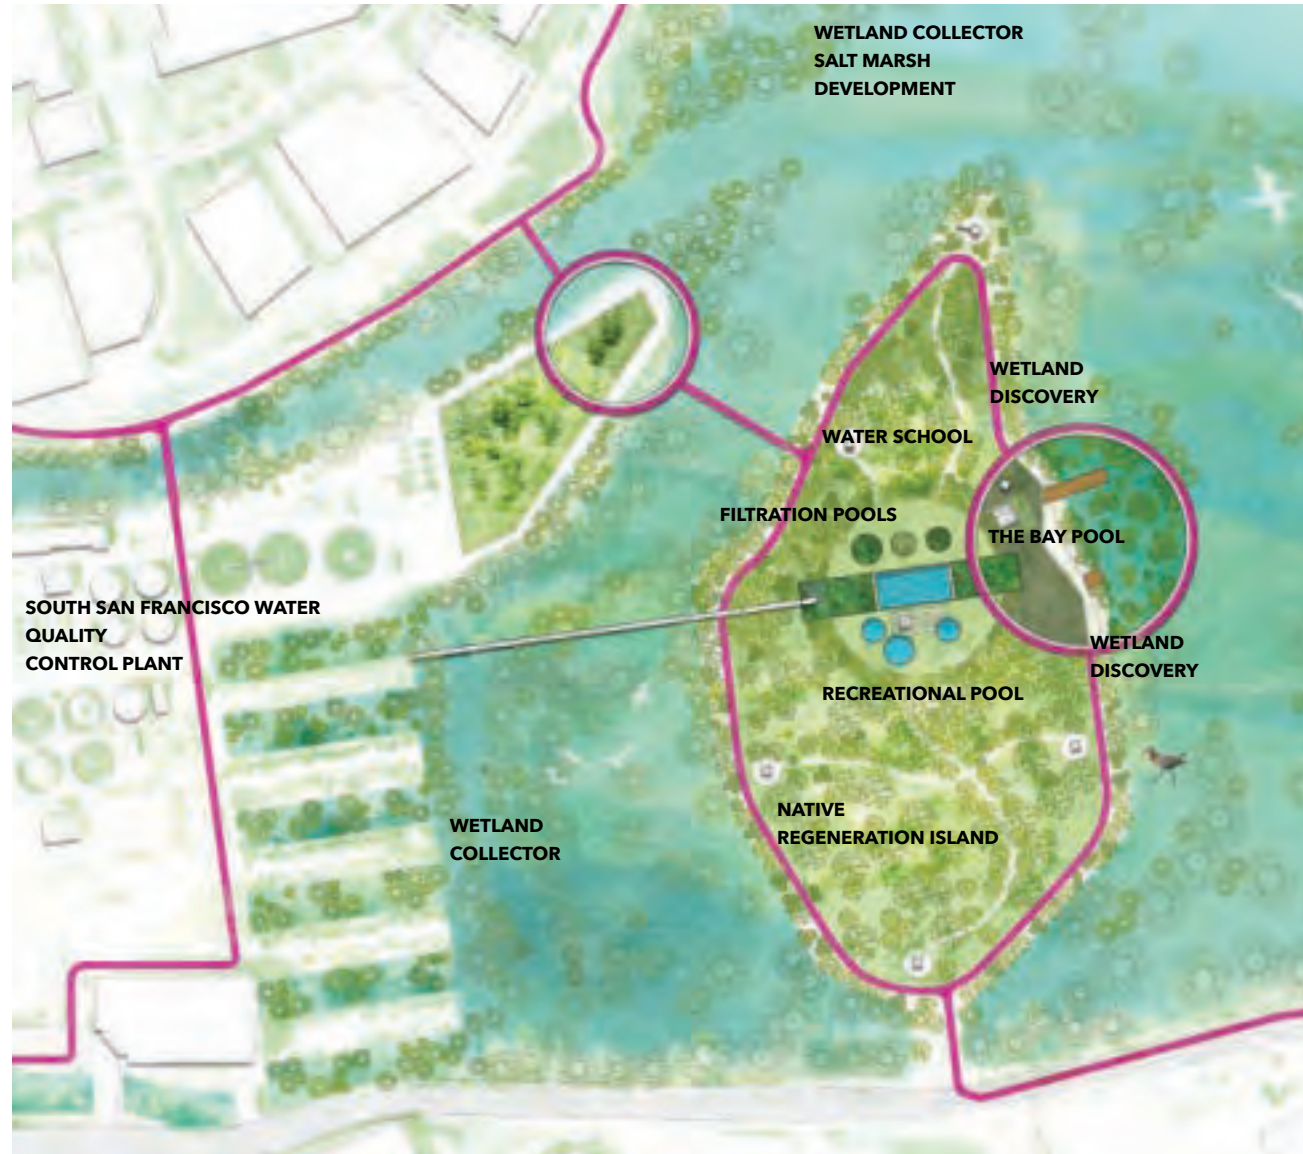 WETLAND COLLECTOR
SALT MARSH
DEVELOPMENT
WETLAND
DISCOVERY
WATER SCHOOL
FILTRATION POOLS
THE BAY POOL
SOUTH SAN FRANCISCO WATER
QUALITY
CONTROL PLANT
WETLAND
DISCOVERY
RECREATIONAL POOL
NATIVE
REGENERATION ISLAND
WETLAND
COLLECTOR